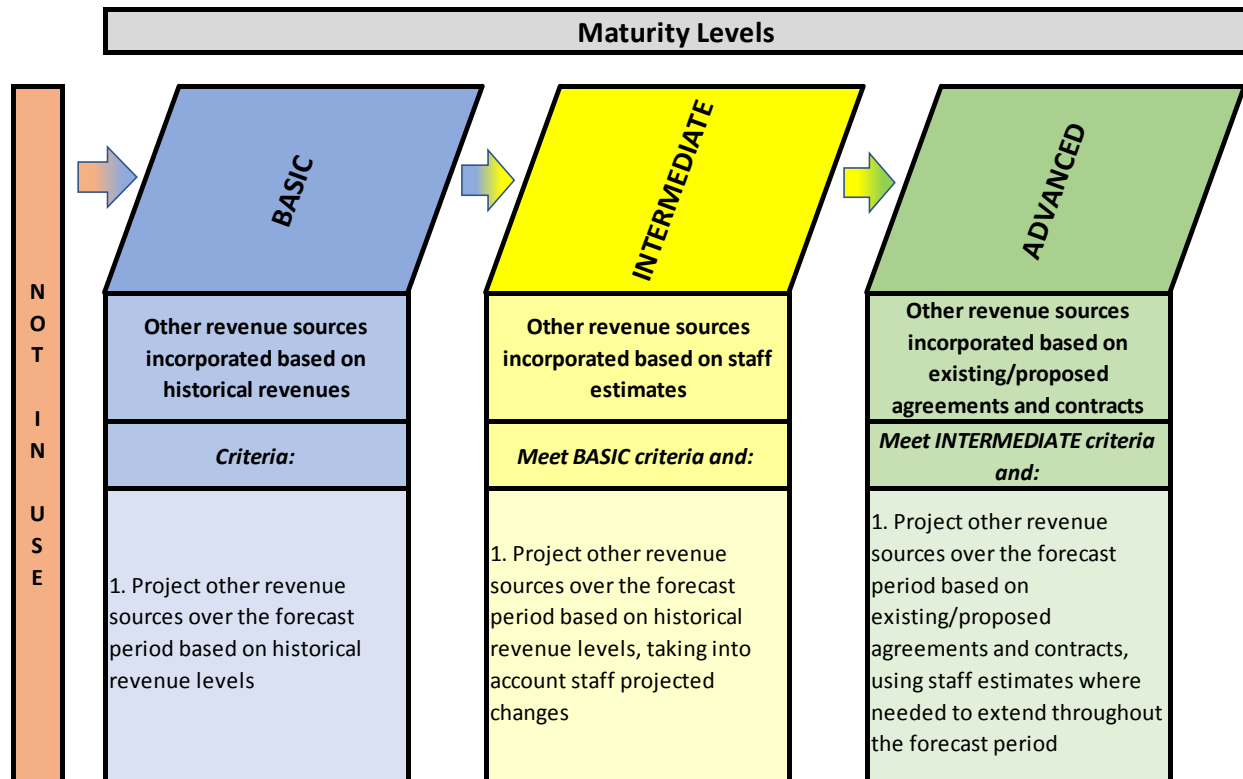 Maturity Levels
NOT IN USE
BASIC
Other revenue sources
incorporated based on
historical revenues
Criteria:
1. Project other revenue
sources over the forecast
period based on historical
revenue levels
INTERMEDIATE
Other revenue sources
incorporated based on staff
estimates
Meet BASIC criteria and:
1. Project other revenue
sources over the forecast
period based on historical
revenue levels, taking into
account staff projected
changes
ADVANCED
Other revenue sources
incorporated based on
existing/proposed
agreements and contracts
Meet INTERMEDIATE criteria
and:
1. Project other revenue
sources over the forecast
period based on
existing/proposed
agreements and contracts,
using staff estimates where
needed to extend throughout
the forecast period